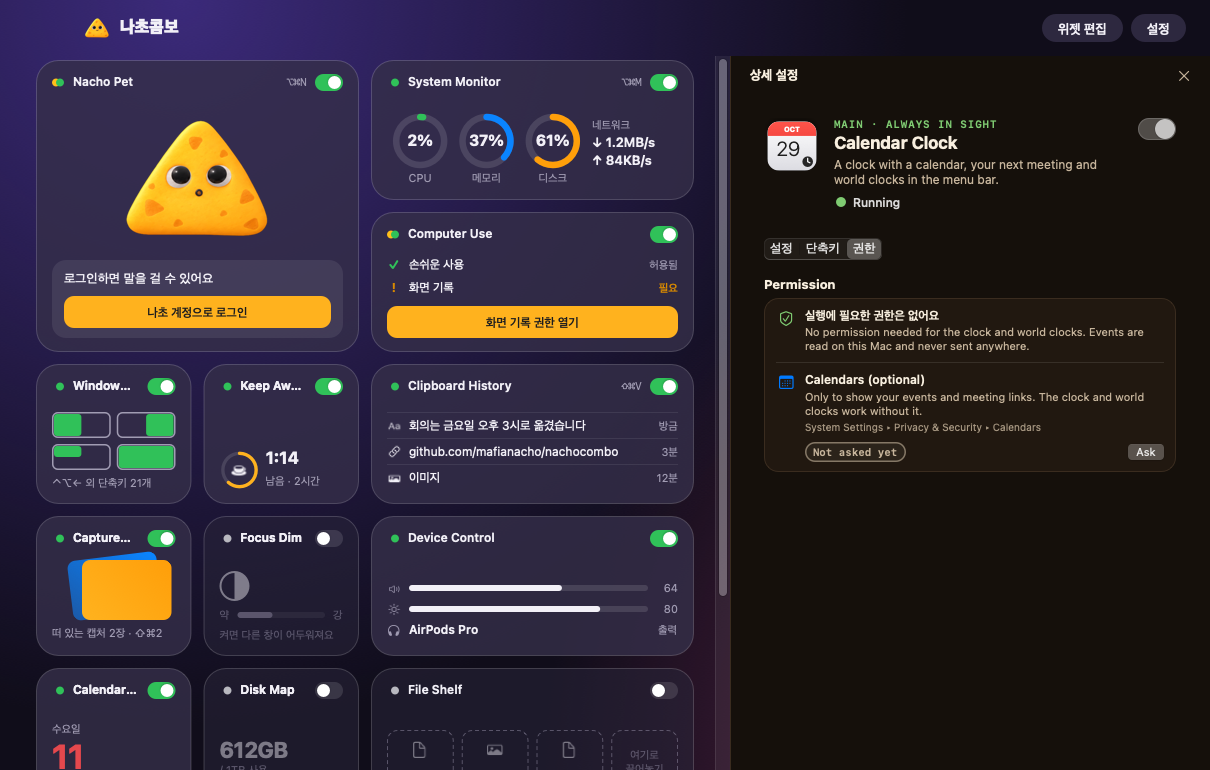 나초콤보
위젯 편집
설정
Nacho Pet
⌥⌘N
로그인하면 말을 걸 수 있어요
나초 계정으로 로그인
System Monitor
⌥⌘M
2%
37%
61%
CPU
메모리
디스크
네트워크
↓ 1.2MB/s
↑ 84KB/s
Computer Use
손쉬운 사용
허용됨
화면 기록
필요
화면 기록 권한 열기
Window...
^⌥← 외 단축키 21개
Keep Aw...
1:14
남음 · 2시간
Clipboard History
⇧⌘V
Aa 회의는 금요일 오후 3시로 옮겼습니다
방금
github.com/mafianacho/nachocombo
3분
이미지
12분
Capture...
떠 있는 캡처 2장 · ⇧⌘2
Focus Dim
약
강
켜면 다른 창이 어두워져요
Device Control
64
80
AirPods Pro
출력
Calendar...
수요일
11
Disk Map
612GB
/ 1TB 사용
File Shelf
여기로
끌어놓기
상세 설정
OCT
29
MAIN · ALWAYS IN SIGHT
Calendar Clock
A clock with a calendar, your next meeting and
world clocks in the menu bar.
Running
설정
단축키
권한
Permission
실행에 필요한 권한은 없어요
No permission needed for the clock and world clocks. Events are
read on this Mac and never sent anywhere.
Calendars (optional)
Only to show your events and meeting links. The clock and world
clocks work without it.
System Settings ▸ Privacy & Security ▸ Calendars
Not asked yet
Ask